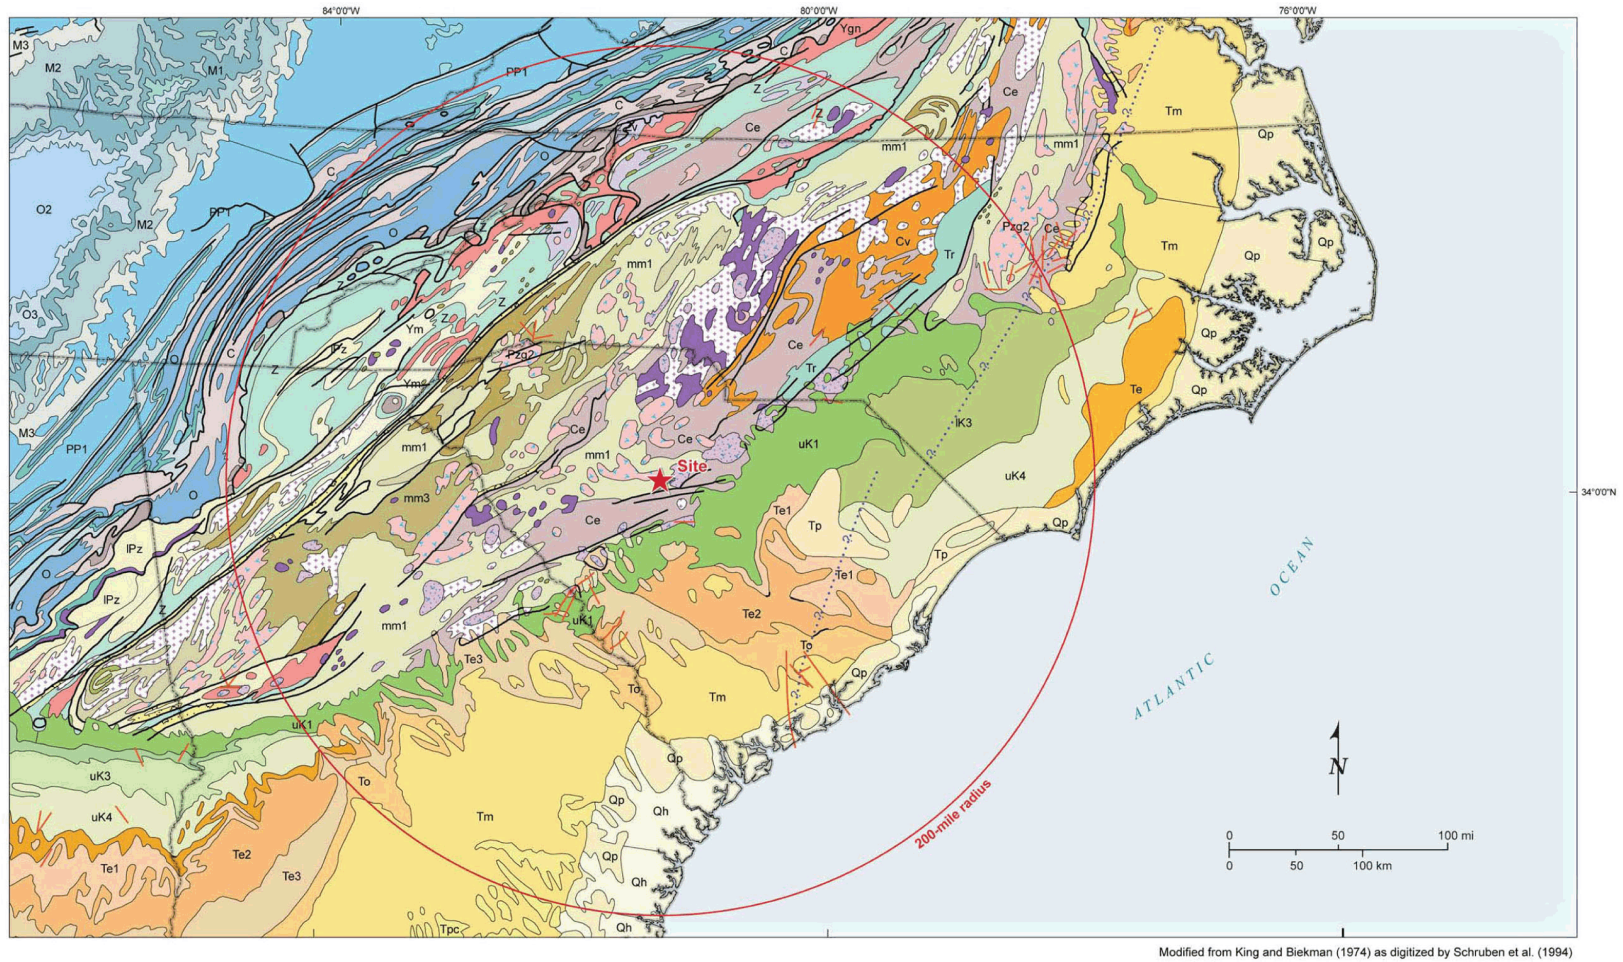 84°0'0"W
80°0'0"W
76°0'0"W
M3
M2
M1
PP1
C
Ygn
Z
C
Ce
Tm
Z
Ce
Qp
C
mm1
mm1
O
O2
PP1
M2
Z
O
Cv
Pzg2
Ce
Tm
Qp
Qp
Tr
mm1
Z
Z
O3
Z
Ym
Qp
C
O
Pzg2
Ce
Z
Tr
Te
Qp
Ym
M3
PP1
Ce
Ce
lK3
mm1
mm1
uK1
Site
uK4
O
mm3
34°0'0"N
Te1
Tp
Qp
Ce
lPz
Tp
O
Te1
lPz
Z
Te2
mm1
uK1
OCEAN
To
Te3
Qp
ATLANTIC
To
Tm
uK1
N
Qp
uK3
To
Qp
Qh
uK4
Tm
200-mile radius
0 50 100 mi
0 50 100 km
Te2
Qp
Te1
Te3
Qh
Tpc
Qh
Modified from King and Biekman (1974) as digitized by Schruben et al. (1994)